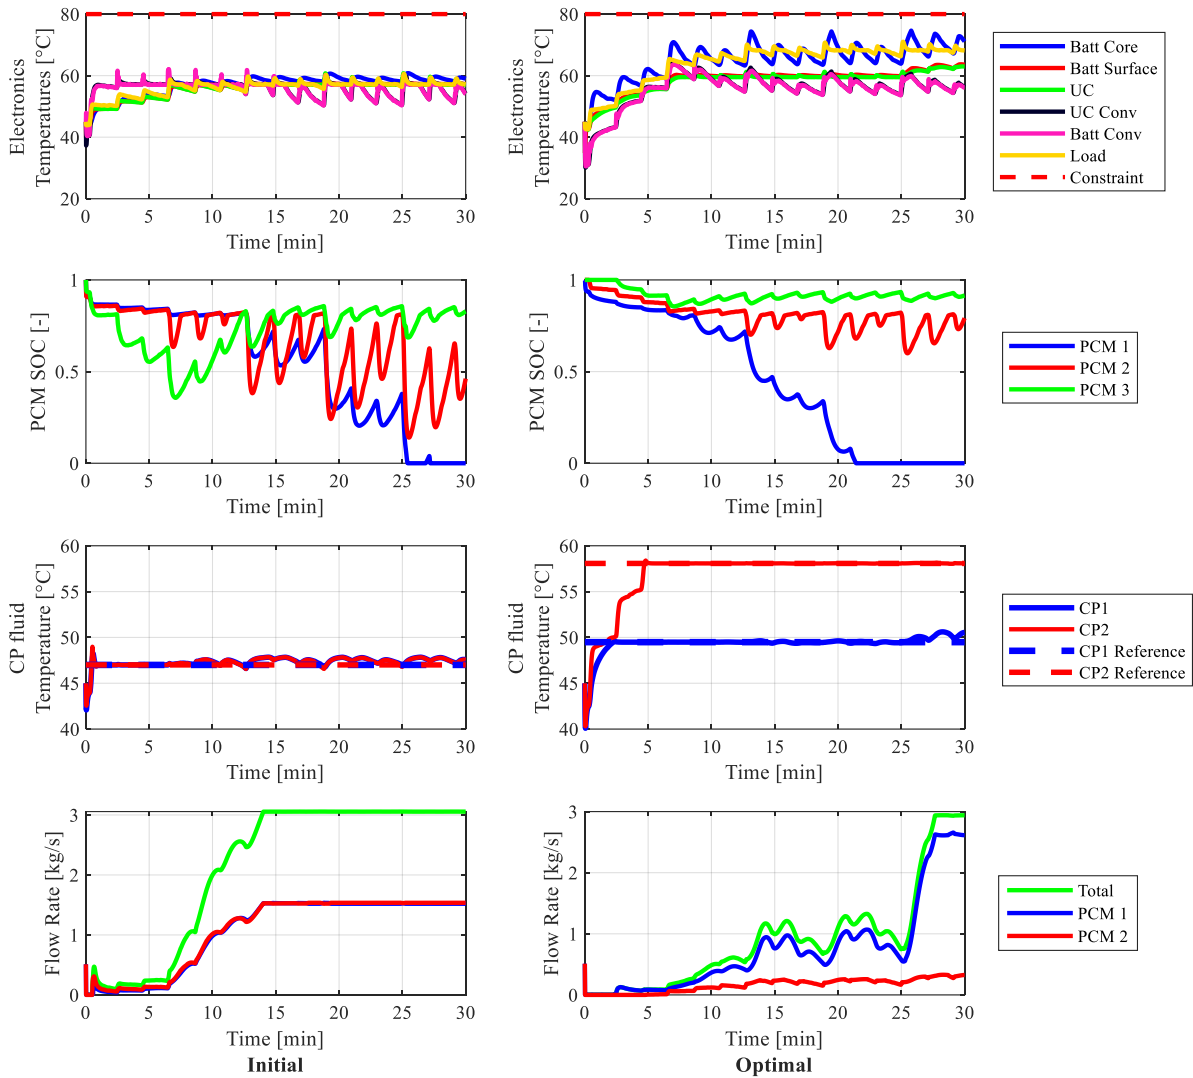 80
60
40
20
Electronics
Temperatures [°C]
0 5 10 15 20 25 30
Time [min]
80
60
40
20
Electronics
Temperatures [°C]
0 5 10 15 20 25 30
Time [min]
Batt Core
Batt Surface
UC
UC Conv
Batt Conv
Load
Constraint
1
0.5
0
PCM SOC [-]
0 5 10 15 20 25 30
Time [min]
1
0.5
0
PCM SOC [-]
0 5 10 15 20 25 30
Time [min]
PCM 1
PCM 2
PCM 3
60
55
50
45
40
CP fluid
Temperature [°C]
0 5 10 15 20 25 30
Time [min]
60
55
50
45
40
CP fluid
Temperature [°C]
0 5 10 15 20 25 30
Time [min]
CP1
CP2
CP1 Reference
CP2 Reference
3
2
1
0
Flow Rate [kg/s]
0 5 10 15 20 25 30
Time [min]
Initial
3
2
1
0
Flow Rate [kg/s]
0 5 10 15 20 25 30
Time [min]
Optimal
Total
PCM 1
PCM 2